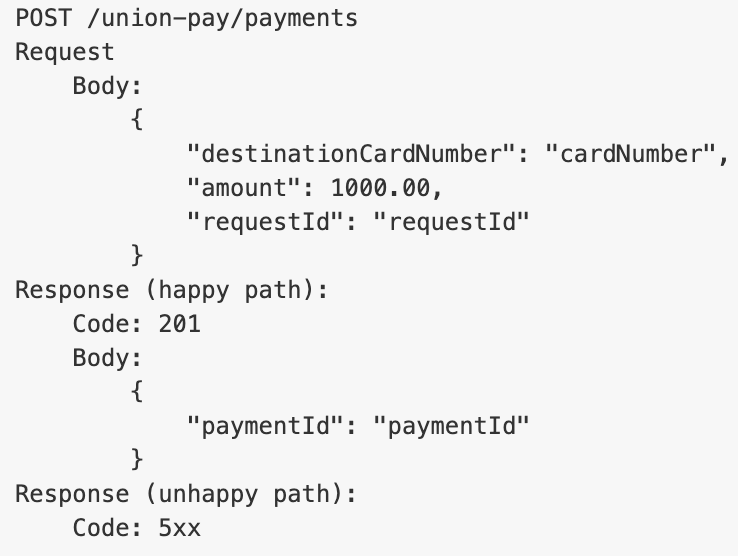 POST /union-pay/payments
Request
    Body:
        {
            "destinationCardNumber": "cardNumber",
            "amount": 1000.00,
            "requestId": "requestId"
        }
Response (happy path):
    Code: 201
    Body:
        {
            "paymentId": "paymentId"
        }
Response (unhappy path):
    Code: 5xx